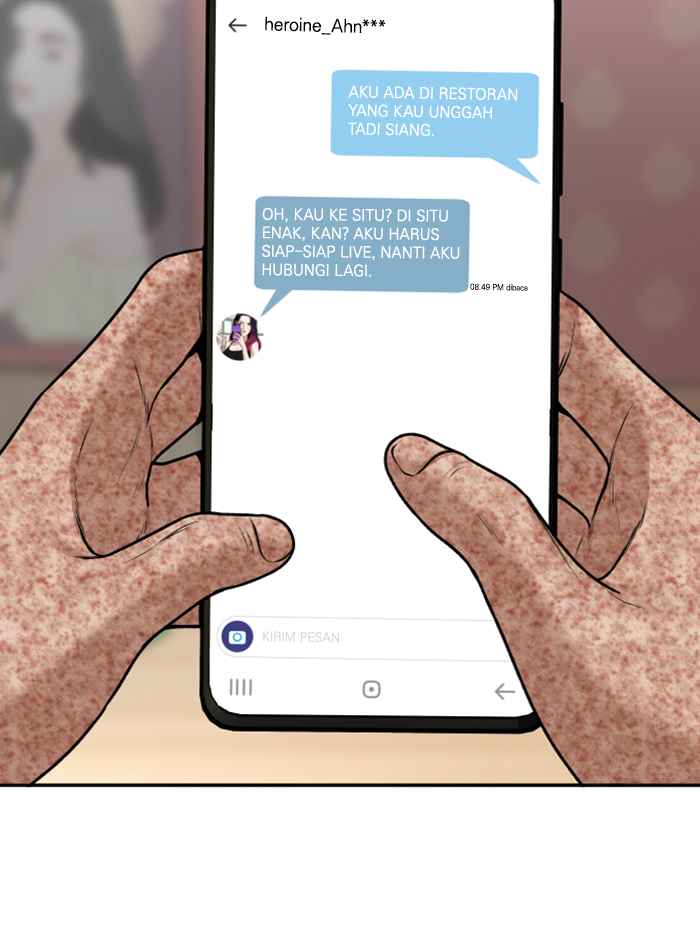 heroine_Ahn***
AKU ADA DI RESTORAN
YANG KAU UNGGAH
TADI SIANG.
OH, KAU KE SITU? DI SITU
ENAK, KAN? AKU HARUS
SIAP-SIAP LIVE, NANTI AKU
HUBUNGI LAGI.
08.49 PM dibaca
KIRIM PESAN